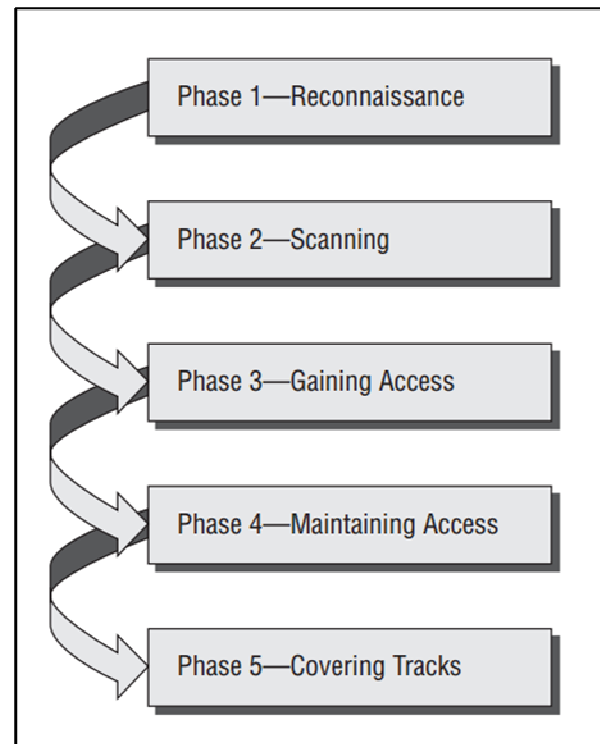 Phase 1—Reconnaissance
Phase 2—Scanning
Phase 3—Gaining Access
Phase 4—Maintaining Access
Phase 5—Covering Tracks